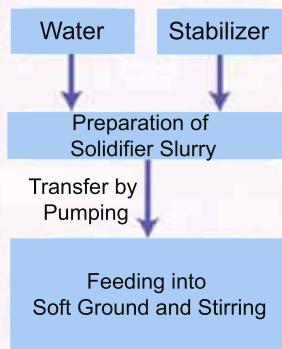 Water
Stabilizer
Preparation of
Solidifier Slurry
Transfer by
Pumping
Feeding into
Soft Ground and Stirring